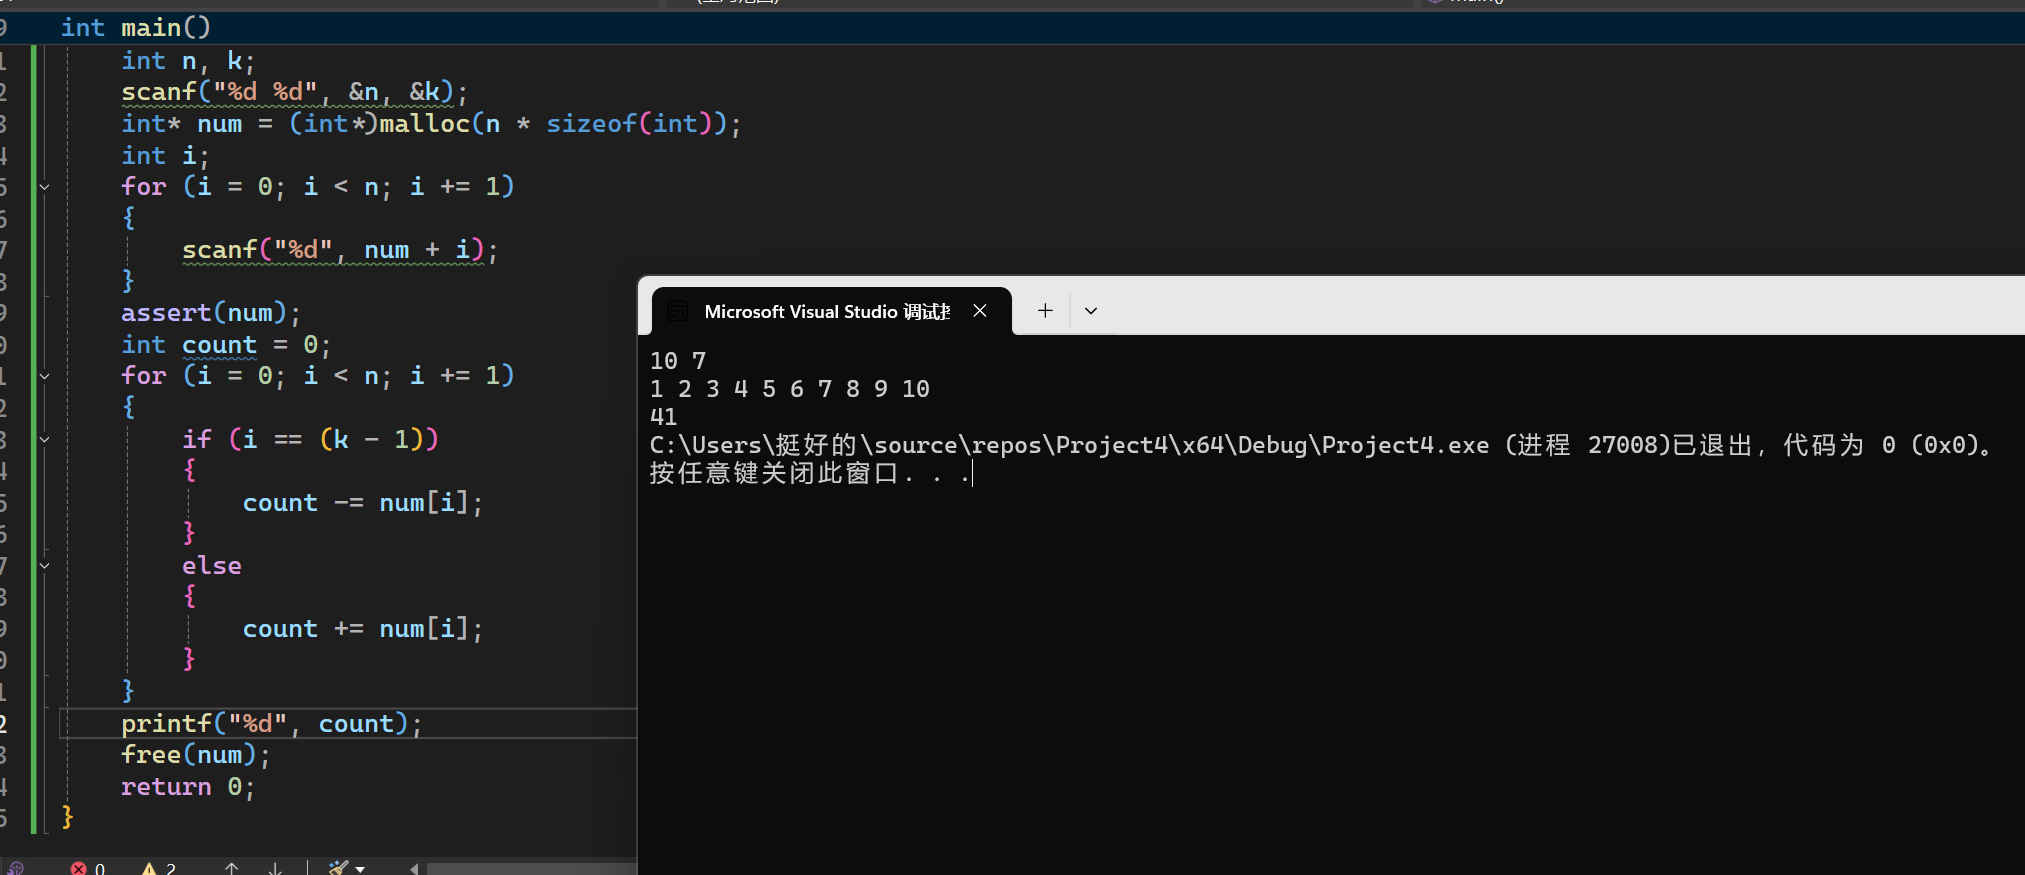 int main()
int n, k;
scanf("%d %d", &n, &k);
int* num = (int*)malloc(n * sizeof(int));
int i;
for (i = 0; i < n; i += 1)
{
scanf("%d", num + i);
}
assert(num);
int count = 0;
for (i = 0; i < n; i += 1)
{
if (i == (k - 1))
{
count -= num[i];
}
else
{
count += num[i];
}
}
printf("%d", count);
free(num);
return 0;
}
0 2
Microsoft Visual Studio 调试
10 7
1 2 3 4 5 6 7 8 9 10
41
C:\Users\挺好的\source\repos\Project4\x64\Debug\Project4.exe (进程 27008)已退出，代码为 0 (0x0)。
按任意键关闭此窗口. . .